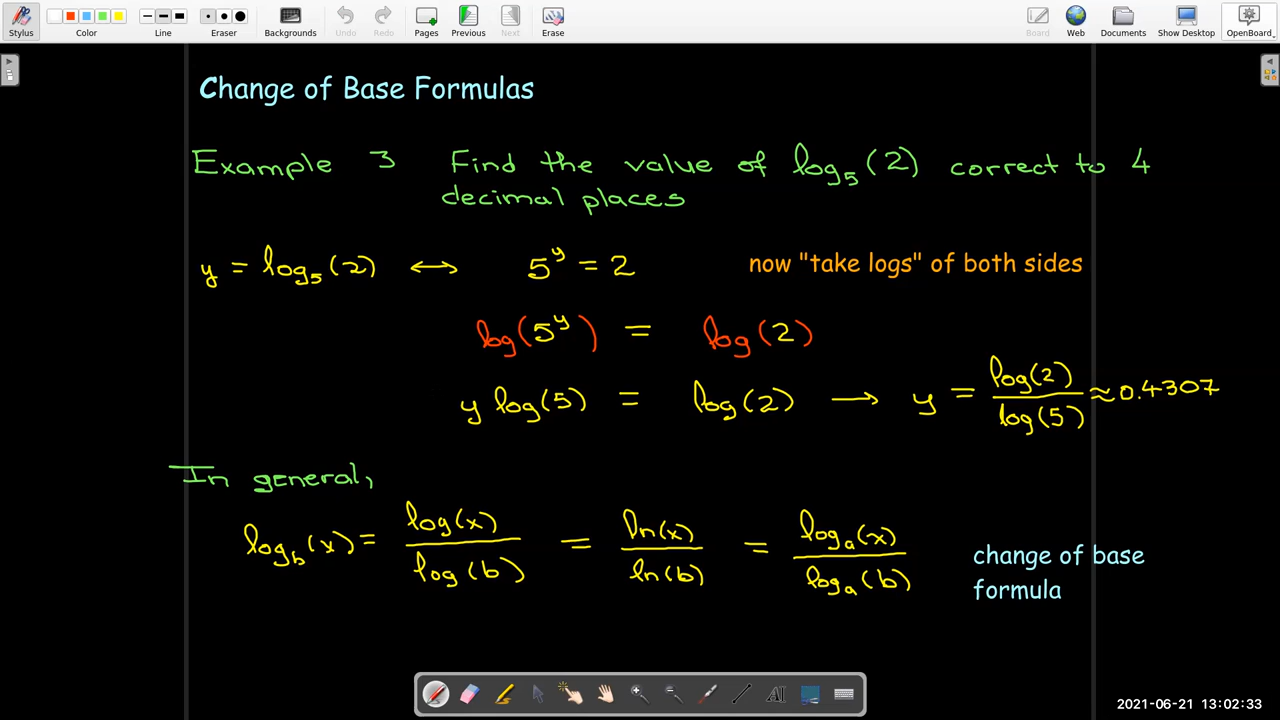 Stylus Color Line Eraser Backgrounds Undo Redo Pages Previous Next Erase Board Web Documents Show Desktop OpenBoard
Change of Base Formulas
Example 3 Find the value of log₅(2) correct to 4
decimal places
y = log₅(2) ↔ 5^y = 2 now "take logs" of both sides
log(5^y) = log(2)
y log(5) = log(2) → y = log(2)/log(5) ≈ 0.4307
In general,
log_b(x) = log(x)/log(b) = ln(x)/ln(b) = log_a(x)/log_a(b)
change of base
formula
2021-06-21 13:02:33